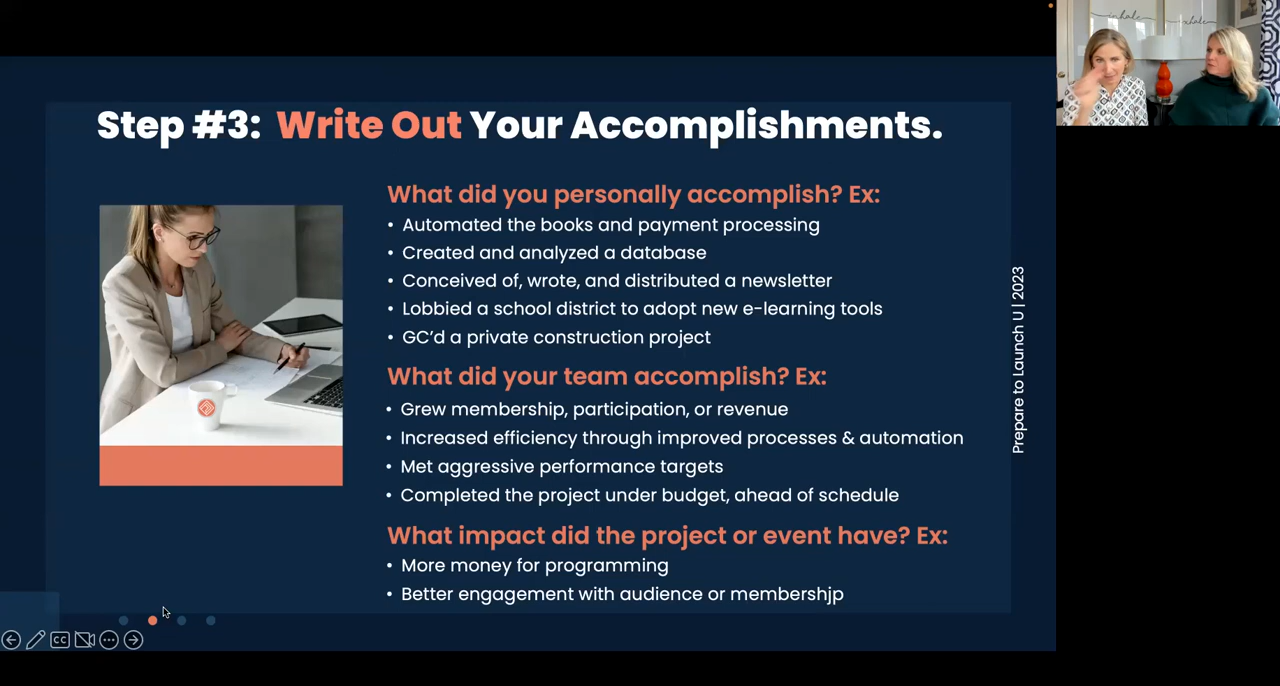 inhale
exhale
Step #3: Write Out Your Accomplishments.
What did you personally accomplish? Ex:
• Automated the books and payment processing
• Created and analyzed a database
• Conceived of, wrote, and distributed a newsletter
• Lobbied a school district to adopt new e-learning tools
• GC’d a private construction project
What did your team accomplish? Ex:
• Grew membership, participation, or revenue
• Increased efficiency through improved processes & automation
• Met aggressive performance targets
• Completed the project under budget, ahead of schedule
What impact did the project or event have? Ex:
• More money for programming
• Better engagement with audience or membershjp
Prepare to Launch U | 2023
CC